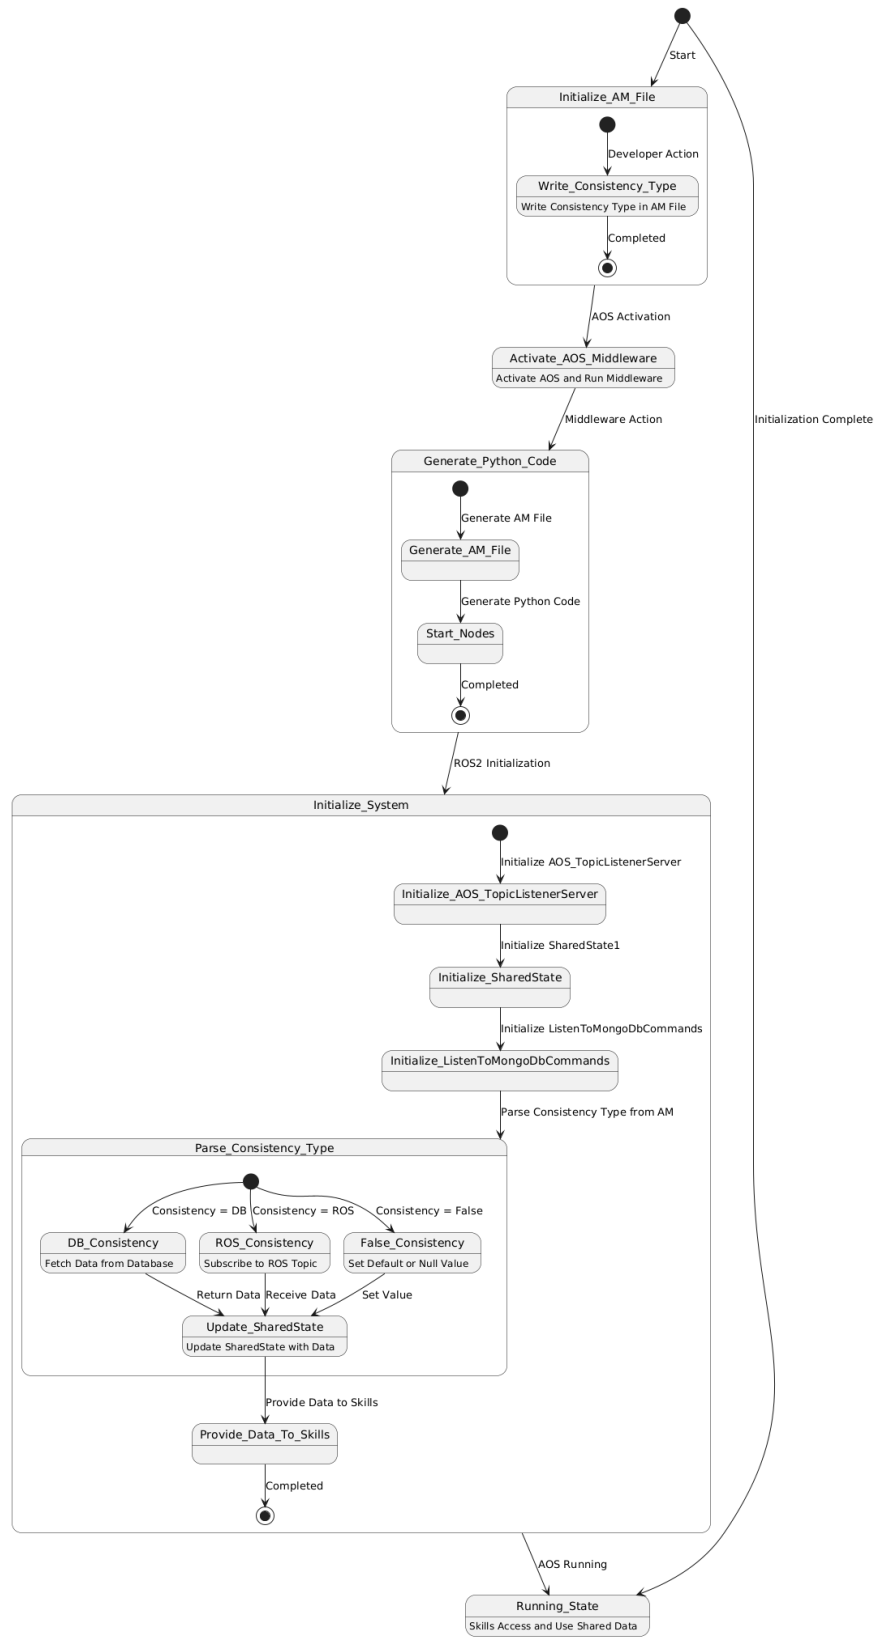 Start
Initialize_AM_File
Developer Action
Write_Consistency_Type
Write Consistency Type in AM File
Completed
AOS Activation
Activate_AOS_Middleware
Activate AOS and Run Middleware
Middleware Action
Initialization Complete
Generate_Python_Code
Generate AM File
Generate_AM_File
Generate Python Code
Start_Nodes
Completed
ROS2 Initialization
Initialize_System
Initialize AOS_TopicListenerServer
Initialize_AOS_TopicListenerServer
Initialize SharedState1
Initialize_SharedState
Initialize ListenToMongoDbCommands
Initialize_ListenToMongoDbCommands
Parse Consistency Type from AM
Parse_Consistency_Type
Consistency = DB
Consistency = ROS
Consistency = False
DB_Consistency
Fetch Data from Database
ROS_Consistency
Subscribe to ROS Topic
False_Consistency
Set Default or Null Value
Return Data
Receive Data
Set Value
Update_SharedState
Update SharedState with Data
Provide Data to Skills
Provide_Data_To_Skills
Completed
AOS Running
Running_State
Skills Access and Use Shared Data